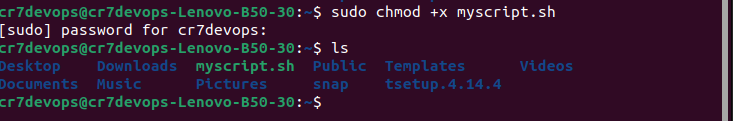 cr7devops@cr7devops-Lenovo-B50-30:~$ sudo chmod +x myscript.sh
[sudo] password for cr7devops:
cr7devops@cr7devops-Lenovo-B50-30:~$ ls
Desktop    Downloads  myscript.sh  Public  Templates      Videos
Documents  Music      Pictures     snap    tsetup.4.14.4
cr7devops@cr7devops-Lenovo-B50-30:~$